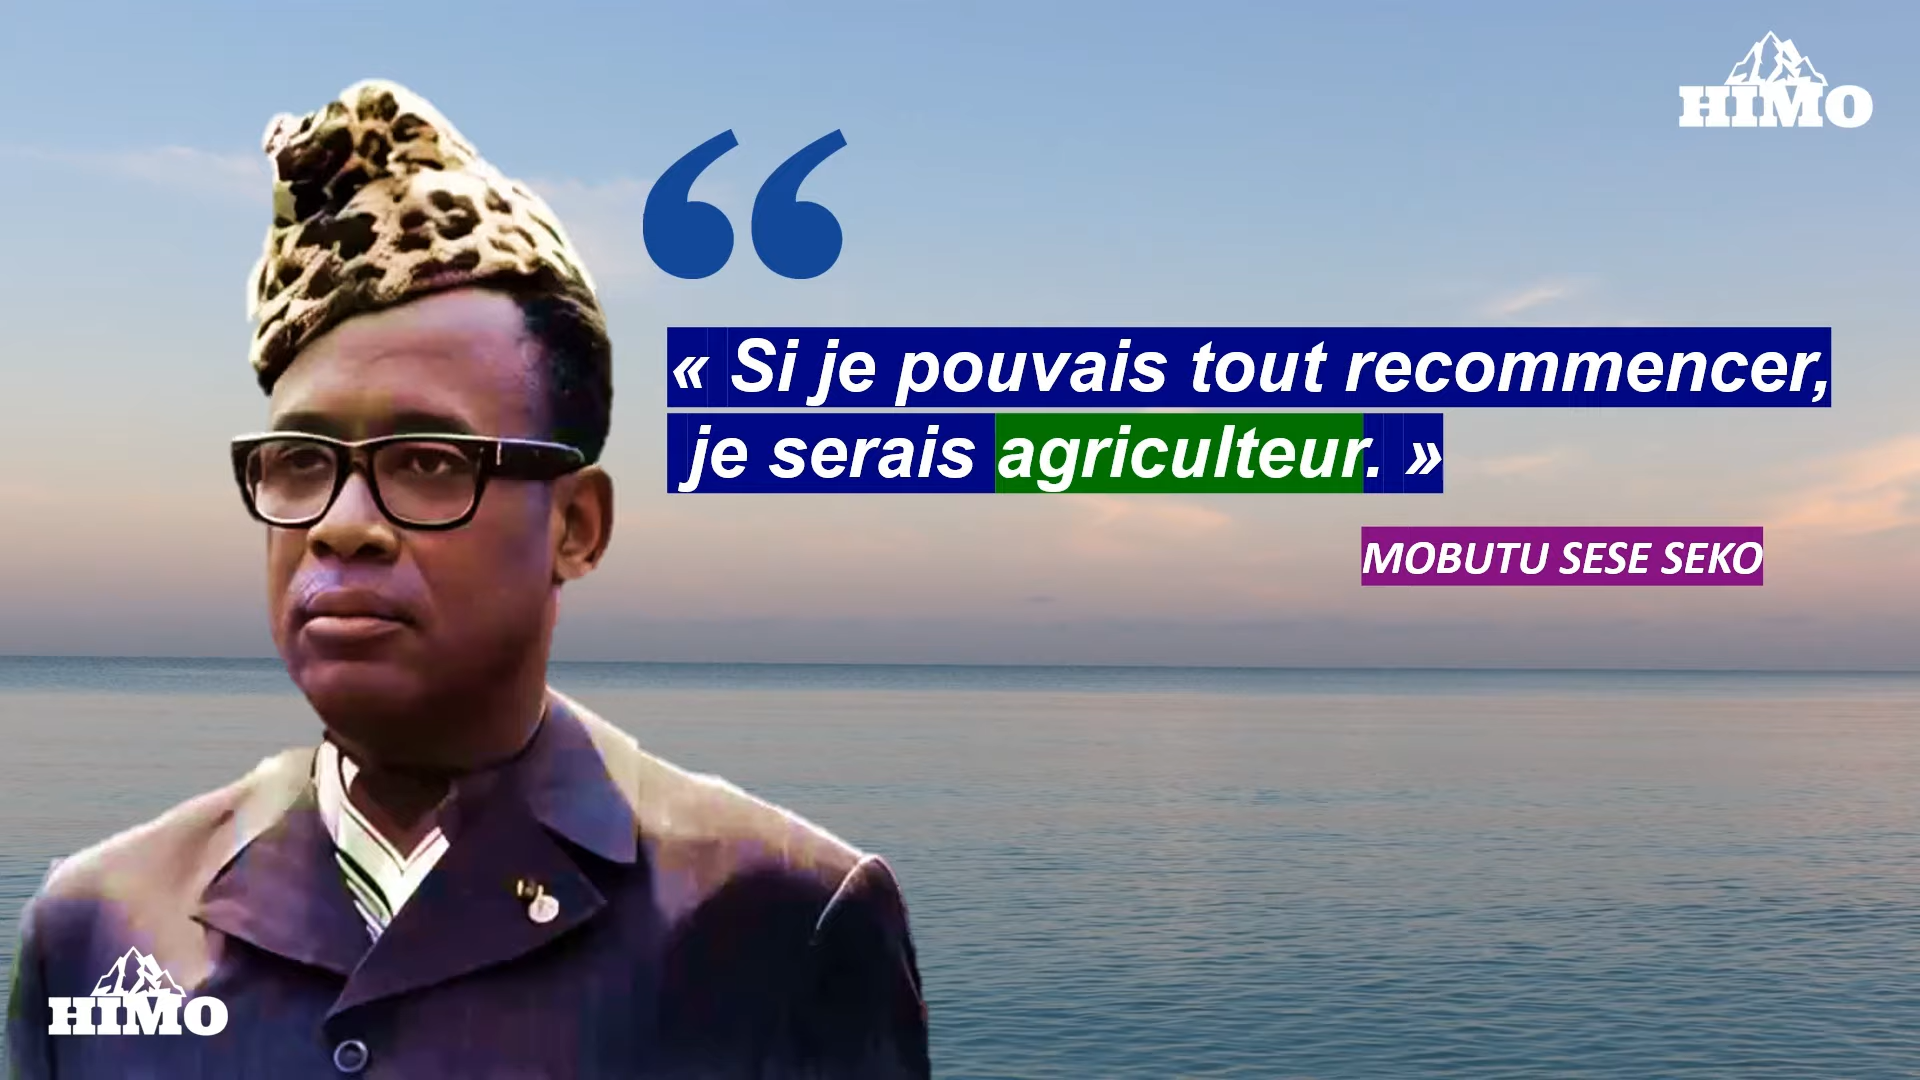 HIMO
« Si je pouvais tout recommencer,
je serais agriculteur. »
MOBUTU SESE SEKO
HIMO